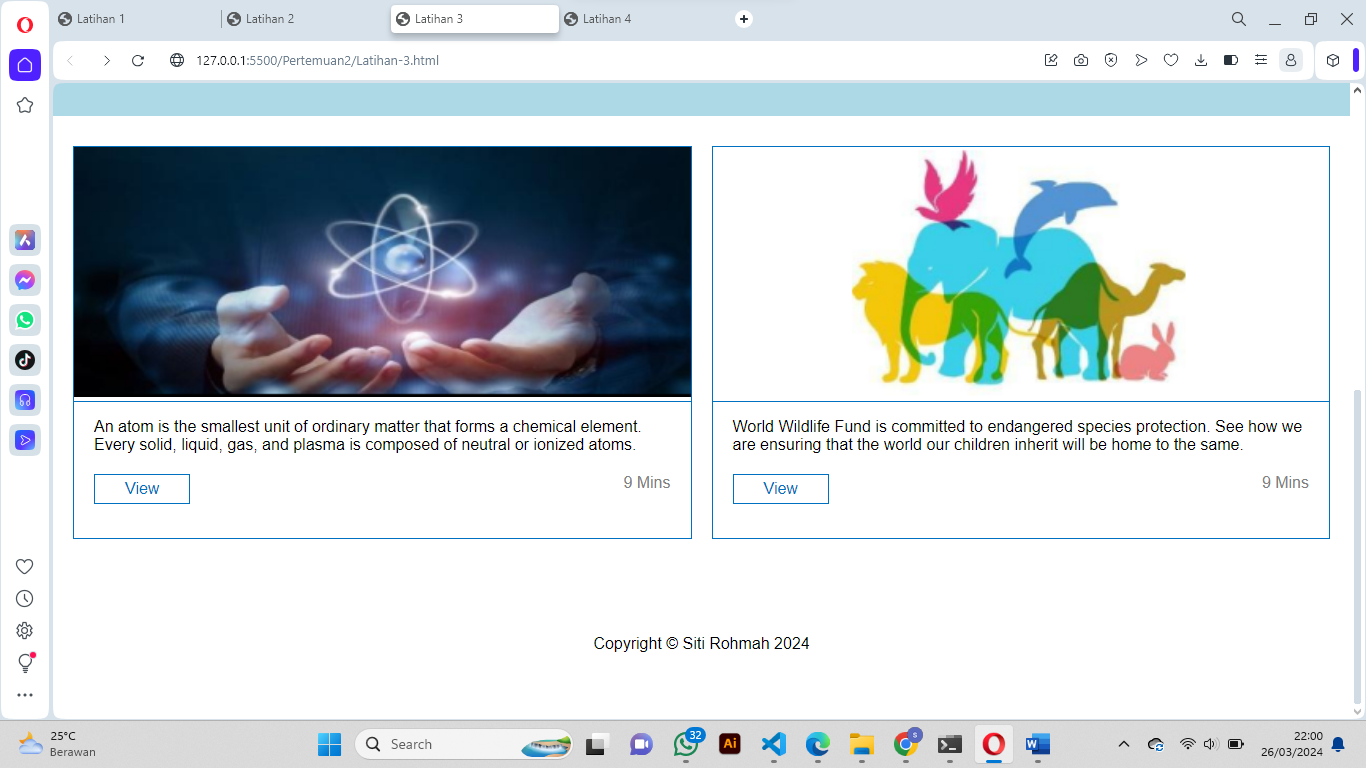 Latihan 1
Latihan 2
Latihan 3
Latihan 4
127.0.0.1:5500/Pertemuan2/Latihan-3.html
An atom is the smallest unit of ordinary matter that forms a chemical element.
Every solid, liquid, gas, and plasma is composed of neutral or ionized atoms.
View
9 Mins
World Wildlife Fund is committed to endangered species protection. See how we
are ensuring that the world our children inherit will be home to the same.
View
9 Mins
Copyright © Siti Rohmah 2024
25°C
Berawan
Search
32
Ai
S
22:00
26/03/2024